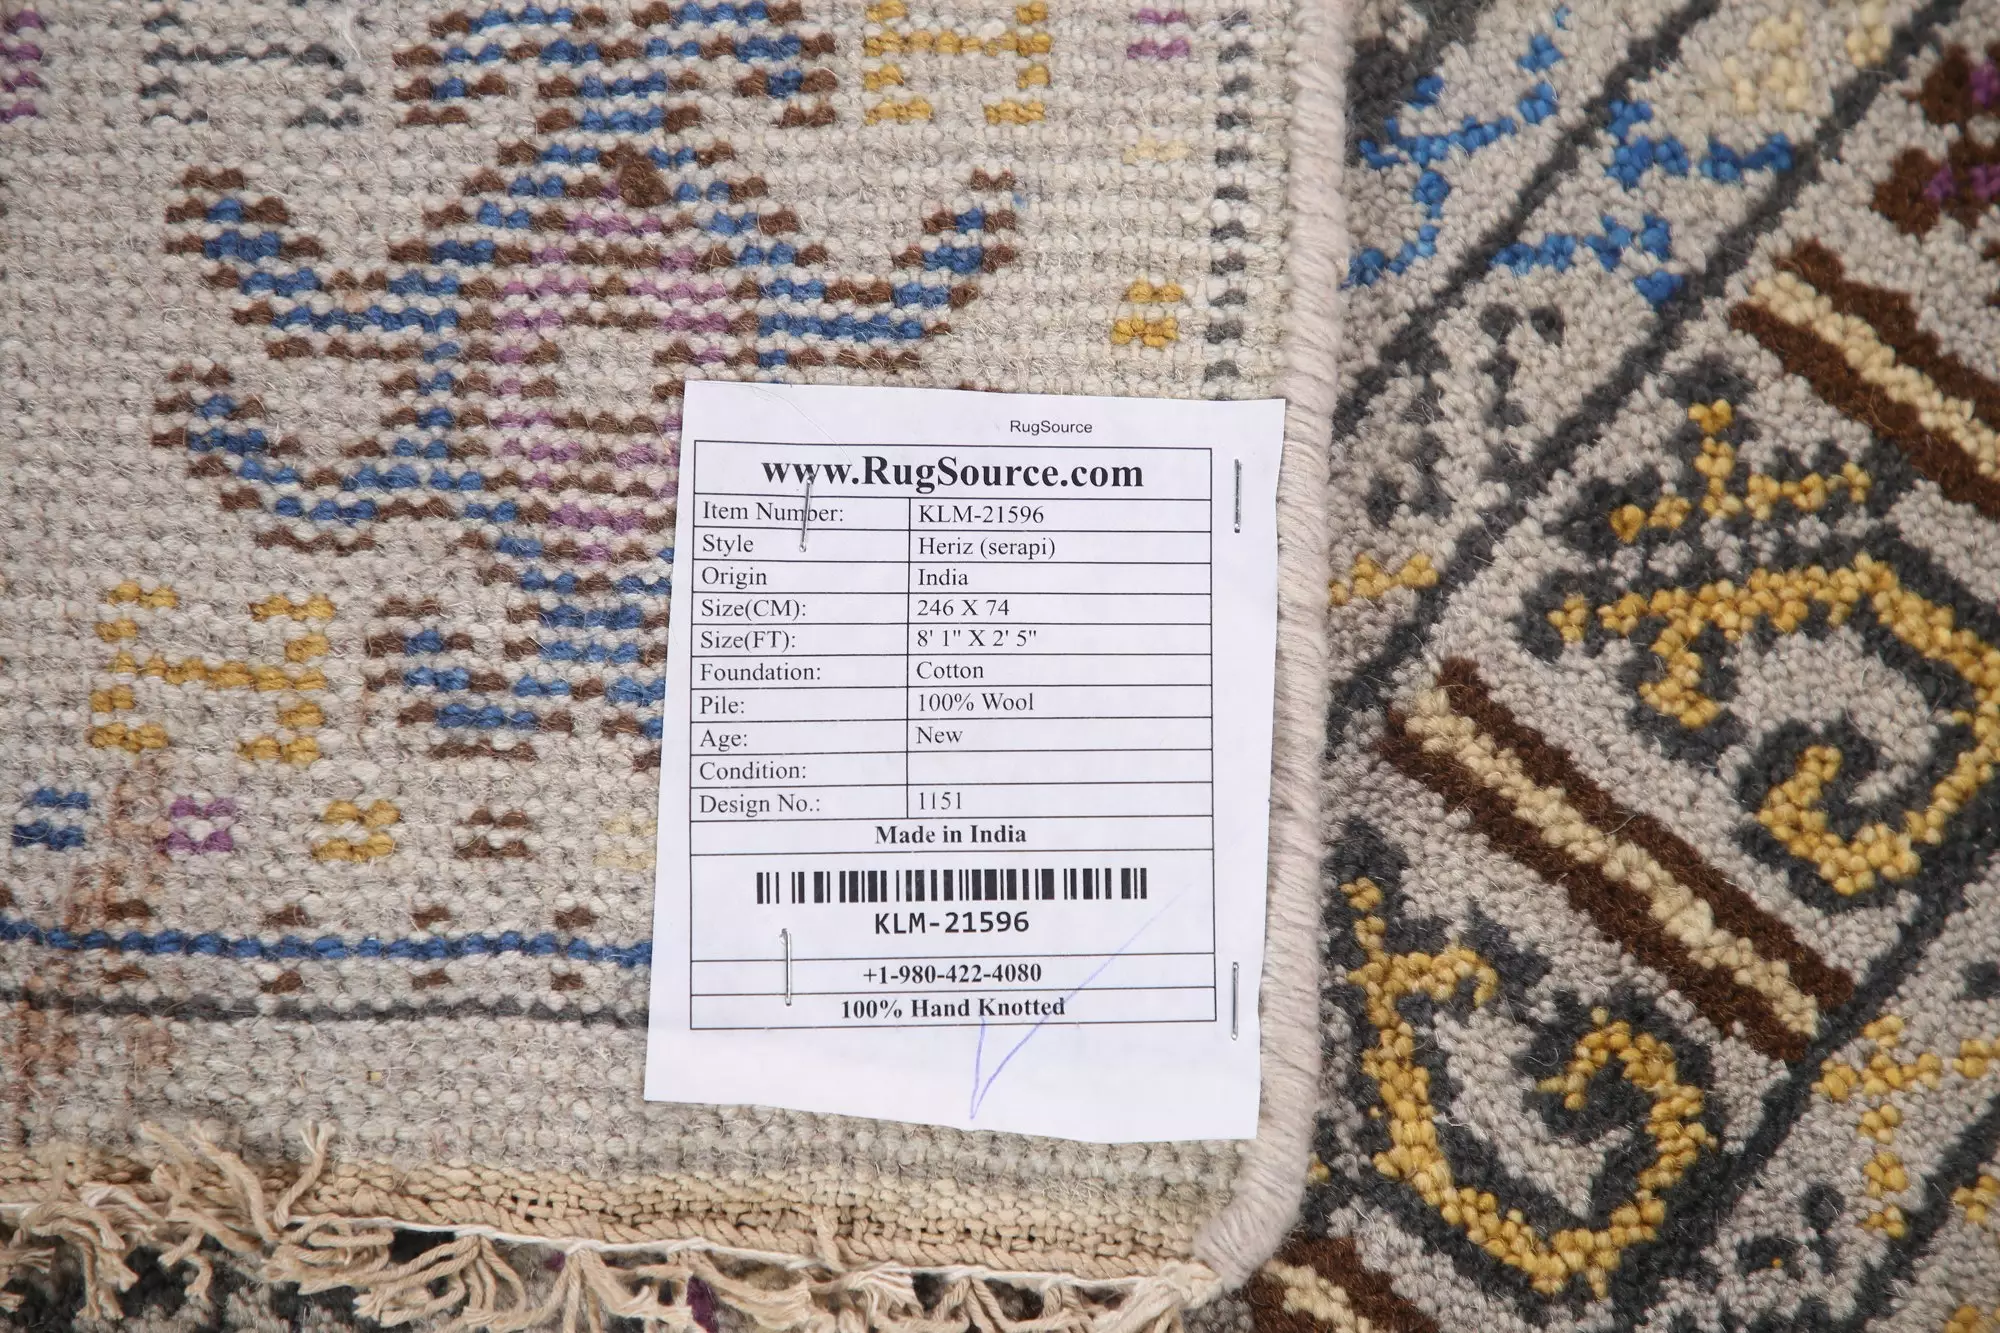 RugSource
www.RugSource.com
Item Number: KLM-21596
Style Heriz (serapi)
Origin India
Size(CM): 246 X 74
Size(FT): 8' 1" X 2' 5"
Foundation: Cotton
Pile: 100% Wool
Age: New
Condition:
Design No.: 1151
Made in India
KLM-21596
+1-980-422-4080
100% Hand Knotted